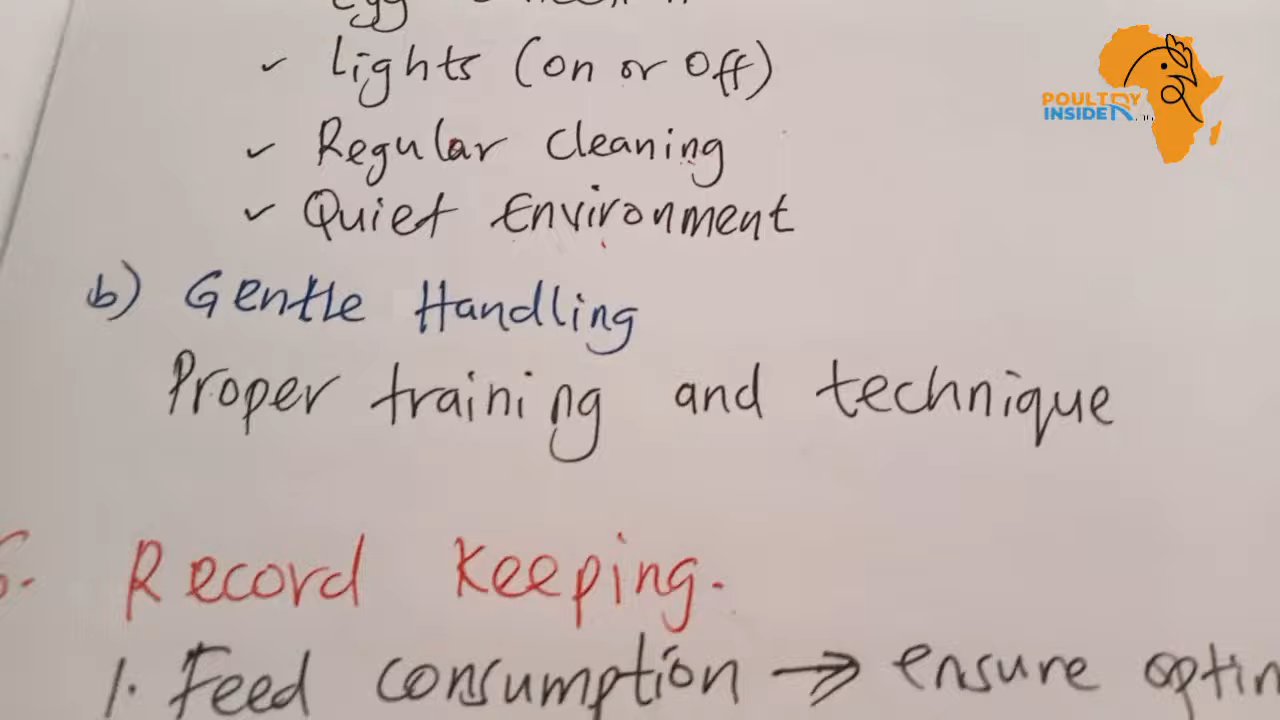 ✓ Lights (on or off)
✓ Regular Cleaning
✓ Quiet Environment
b) Gentle Handling
Proper training and technique
Record Keeping.
1. Feed consumption → ensure
POULTRY
INSIDER